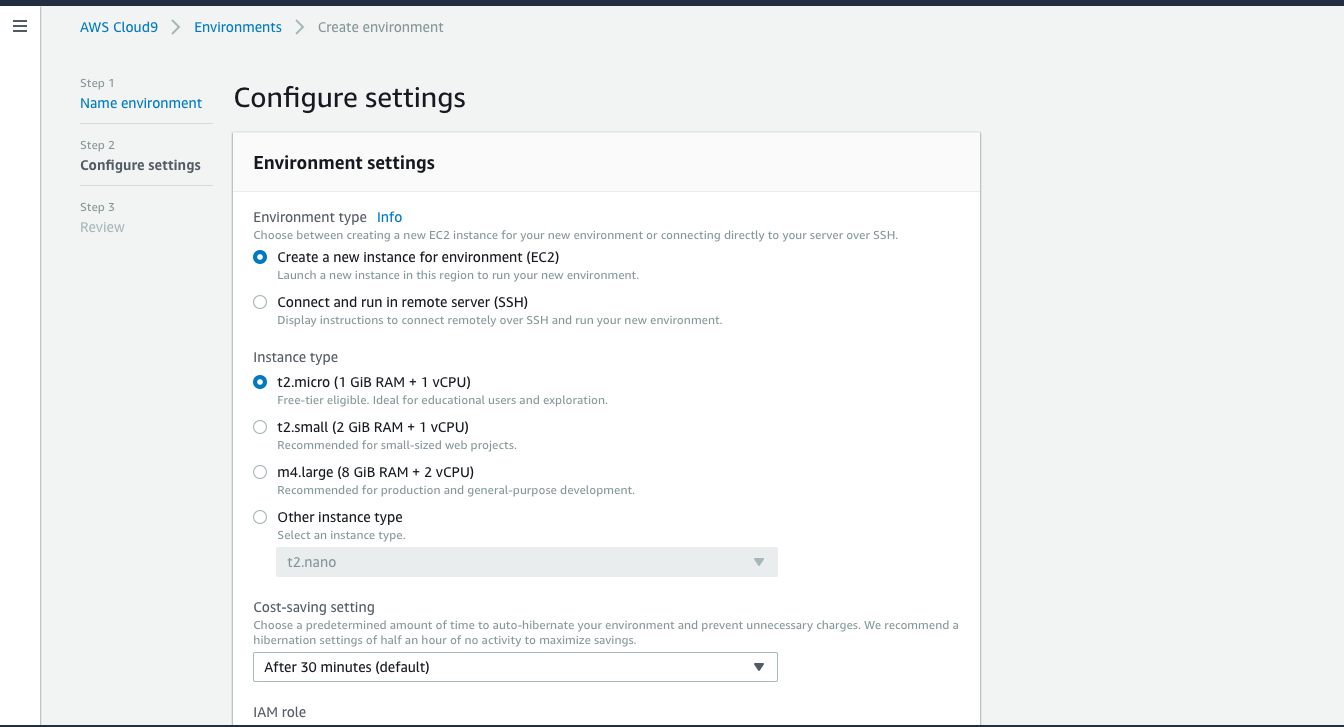 AWS Cloud9 Environments Create environment
Step 1
Name environment
Step 2
Configure settings
Step 3
Review
Configure settings
Environment settings
Environment type Info
Choose between creating a new EC2 instance for your new environment or connecting directly to your server over SSH.
Create a new instance for environment (EC2)
Launch a new instance in this region to run your new environment.
Connect and run in remote server (SSH)
Display instructions to connect remotely over SSH and run your new environment.
Instance type
t2.micro (1 GiB RAM + 1 vCPU)
Free-tier eligible. Ideal for educational users and exploration.
t2.small (2 GiB RAM + 1 vCPU)
Recommended for small-sized web projects.
m4.large (8 GiB RAM + 2 vCPU)
Recommended for production and general-purpose development.
Other instance type
Select an instance type.
t2.nano
Cost-saving setting
Choose a predetermined amount of time to auto-hibernate your environment and prevent unnecessary charges. We recommend a
hibernation settings of half an hour of no activity to maximize savings.
After 30 minutes (default)
IAM role